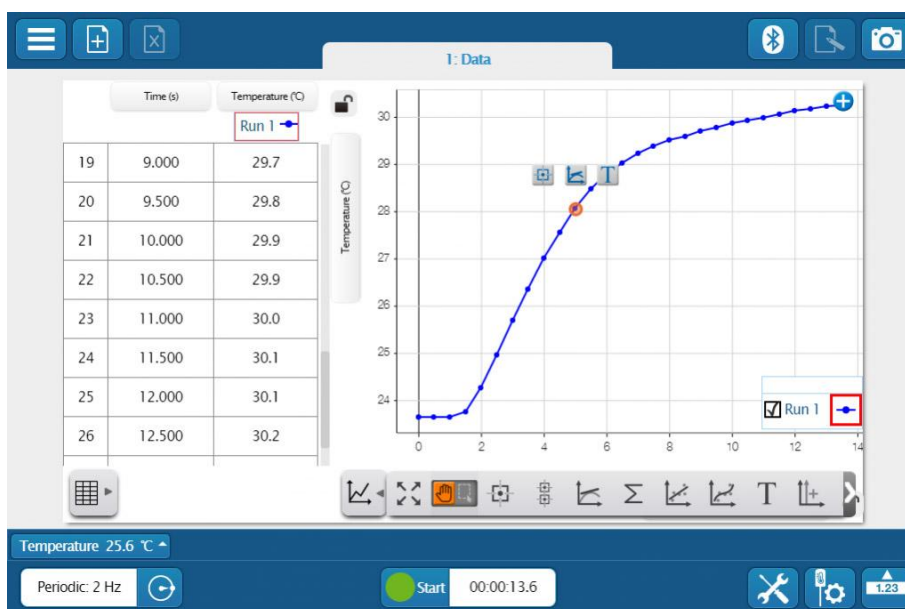 1: Data
Time (s) Temperature (℃)
Run 1
19 9.000 29.7
20 9.500 29.8
21 10.000 29.9
22 10.500 29.9
23 11.000 30.0
24 11.500 30.1
25 12.000 30.1
26 12.500 30.2
Temperature (℃)
30
29
28
27
26
25
24
0 2 4 6 8 10 12 14
T
Run 1
Σ T
Temperature 25.6 ℃
Periodic: 2 Hz
Start 00:00:13.6
1.23